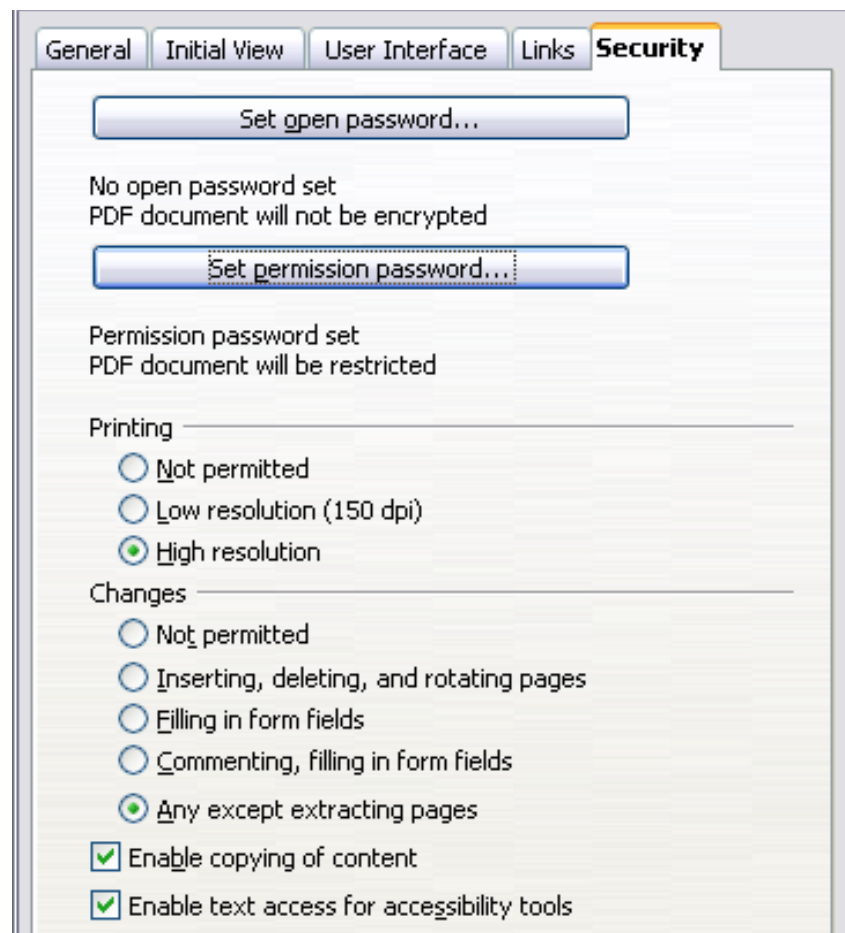 General Initial View User Interface Links Security
Set open password...
No open password set
PDF document will not be encrypted
Set permission password...
Permission password set
PDF document will be restricted
Printing
Not permitted
Low resolution (150 dpi)
High resolution
Changes
Not permitted
Inserting, deleting, and rotating pages
Filling in form fields
Commenting, filling in form fields
Any except extracting pages
Enable copying of content
Enable text access for accessibility tools